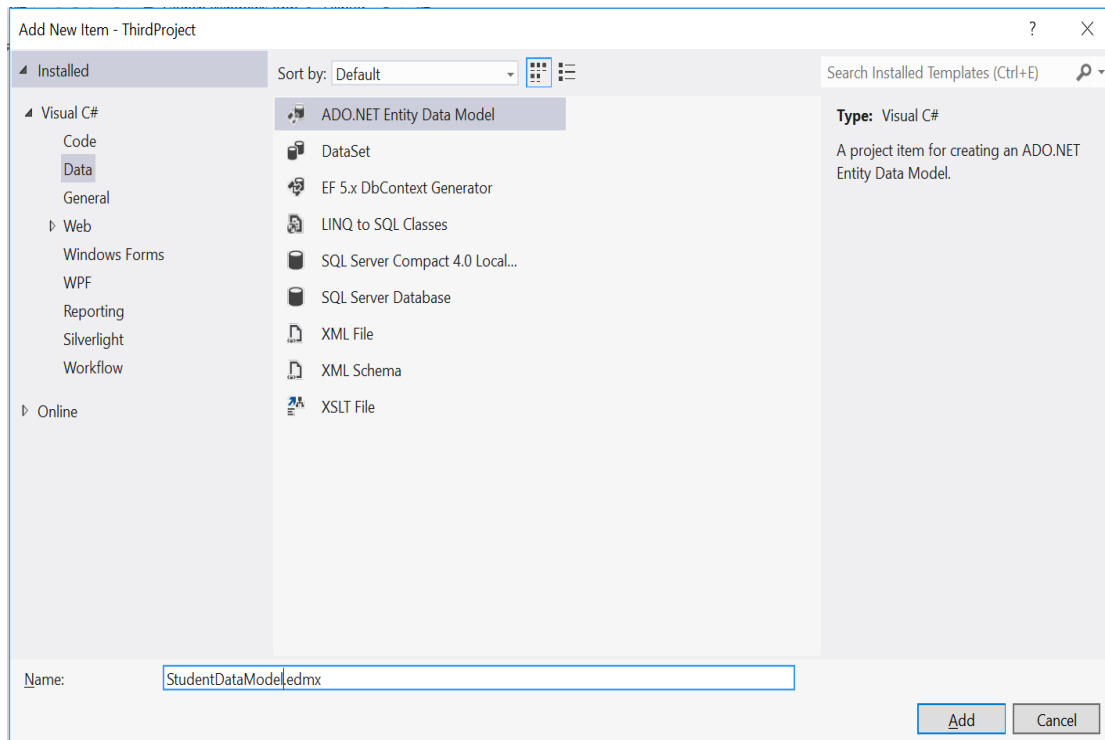 Add New Item - ThirdProject
?
Installed
Sort by: Default
Search Installed Templates (Ctrl+E)
Visual C#
Code
Data
General
Web
Windows Forms
WPF
Reporting
Silverlight
Workflow
Online
ADO.NET Entity Data Model
DataSet
EF 5.x DbContext Generator
LINQ to SQL Classes
SQL Server Compact 4.0 Local...
SQL Server Database
XML File
XML Schema
XSLT File
Type: Visual C#
A project item for creating an ADO.NET
Entity Data Model.
Name: StudentDataModel.edmx
Add Cancel